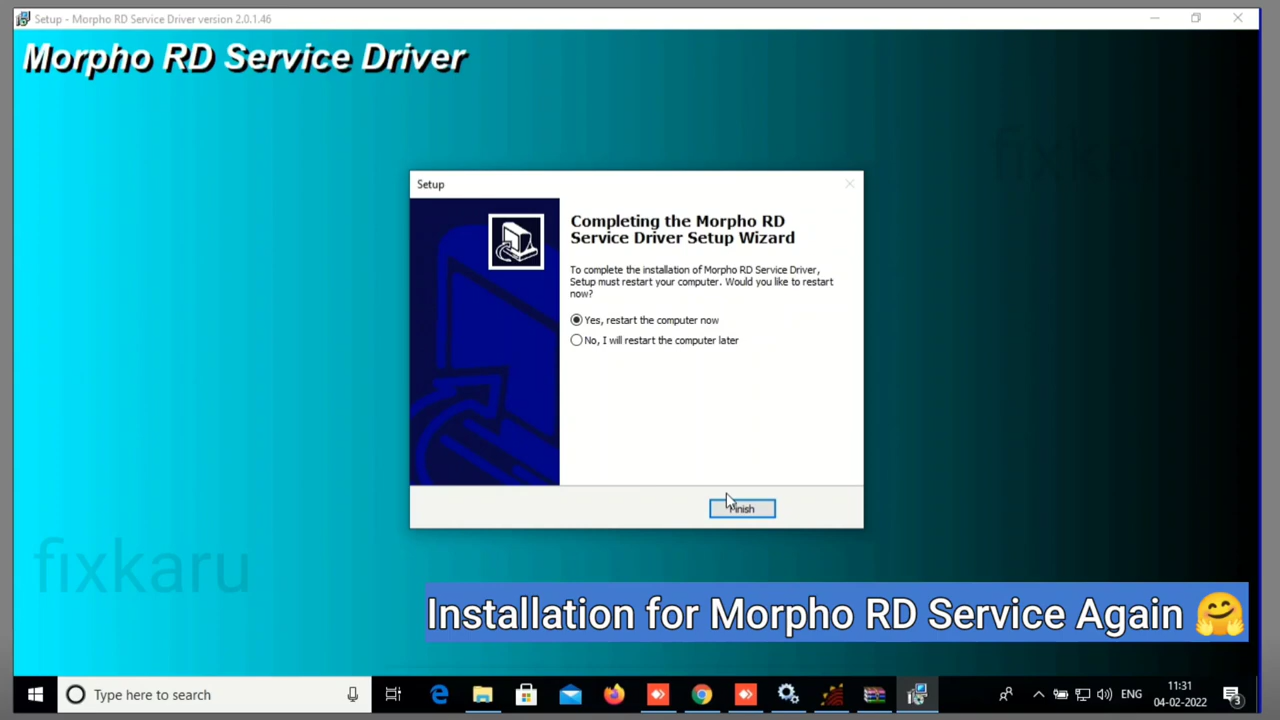 Setup - Morpho RD Service Driver version 2.0.1.46
Morpho RD Service Driver
fixka
Setup
Completing the Morpho RD
Service Driver Setup Wizard
To complete the installation of Morpho RD Service Driver,
Setup must restart your computer. Would you like to restart
now?
Yes, restart the computer now
No, I will restart the computer later
Finish
fixkaru
Installation for Morpho RD Service Again 🤗
Type here to search
ENG
11:31
04-02-2022
3